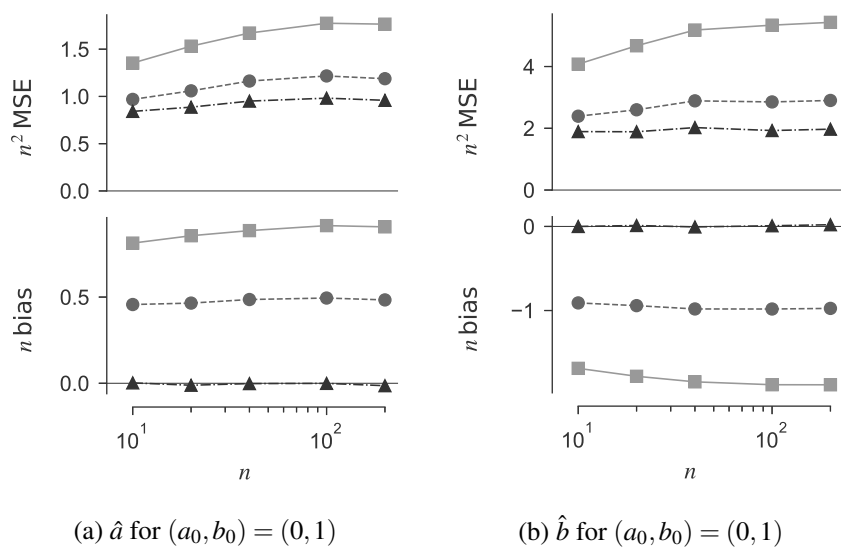 n² MSE
1.5
1.0
0.5
0.0
n bias
0.5
0.0
10¹
10²
n
(a) â for (a₀, b₀) = (0, 1)
n² MSE
4
2
0
n bias
0
−1
10¹
10²
n
(b) b̂ for (a₀, b₀) = (0, 1)